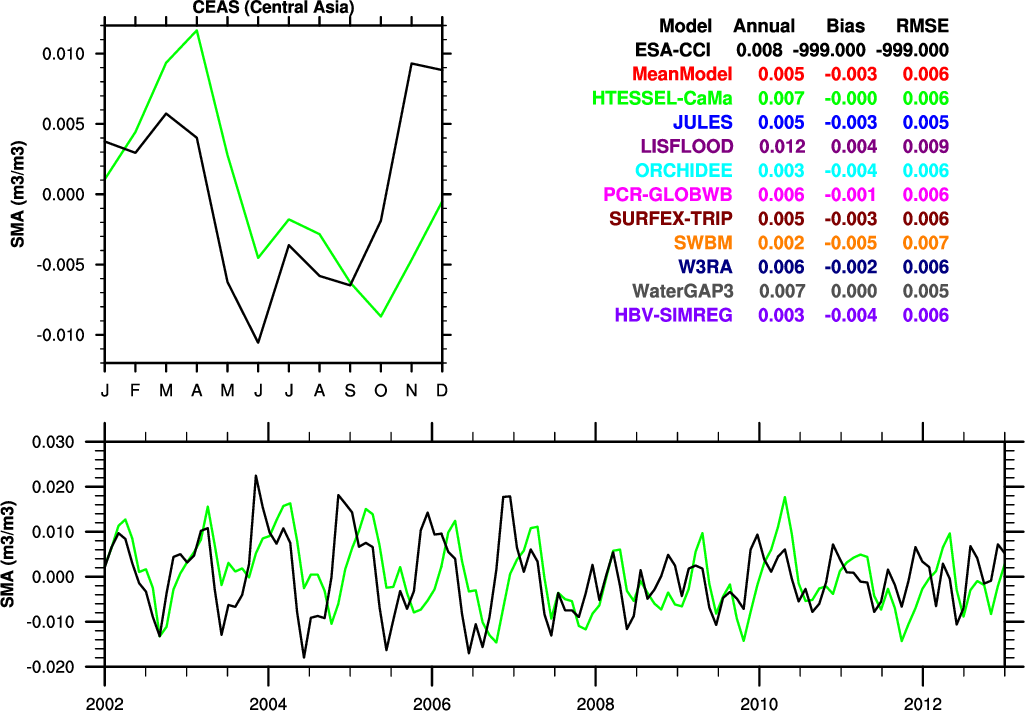 CEAS (Central Asia)
SMA (m3/m3)
0.010
0.005
0.000
-0.005
-0.010
J F M A M J J A S O N D
Model Annual Bias RMSE
ESA-CCI 0.008 -999.000 -999.000
MeanModel 0.005 -0.003 0.006
HTESSEL-CaMa 0.007 -0.000 0.006
JULES 0.005 -0.003 0.005
LISFLOOD 0.012 0.004 0.009
ORCHIDEE 0.003 -0.004 0.006
PCR-GLOBWB 0.006 -0.001 0.006
SURFEX-TRIP 0.005 -0.003 0.006
SWBM 0.002 -0.005 0.007
W3RA 0.006 -0.002 0.006
WaterGAP3 0.007 0.000 0.005
HBV-SIMREG 0.003 -0.004 0.006
SMA (m3/m3)
0.030
0.020
0.010
0.000
-0.010
-0.020
2002 2004 2006 2008 2010 2012